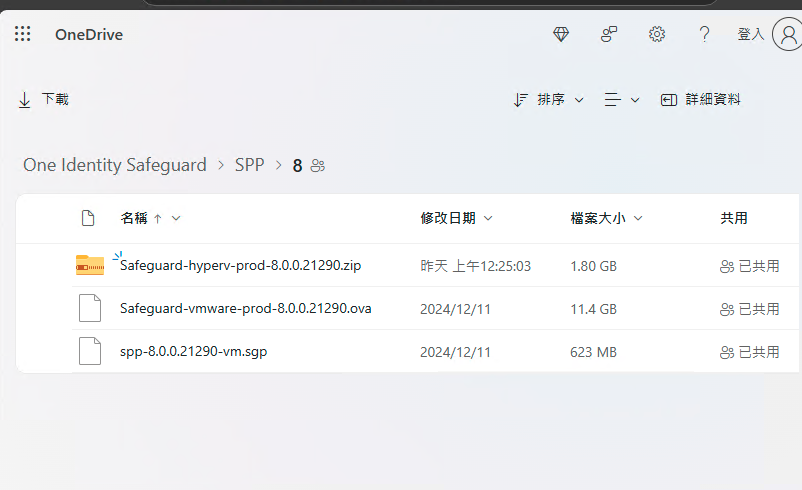 OneDrive 登入
下載 排序 詳細資料
One Identity Safeguard > SPP > 8
名稱 ↑ 修改日期 檔案大小 共用
Safeguard-hyperv-prod-8.0.0.21290.zip 昨天 上午12:25:03 1.80 GB 已共用
Safeguard-vmware-prod-8.0.0.21290.ova 2024/12/11 11.4 GB 已共用
spp-8.0.0.21290-vm.sgp 2024/12/11 623 MB 已共用